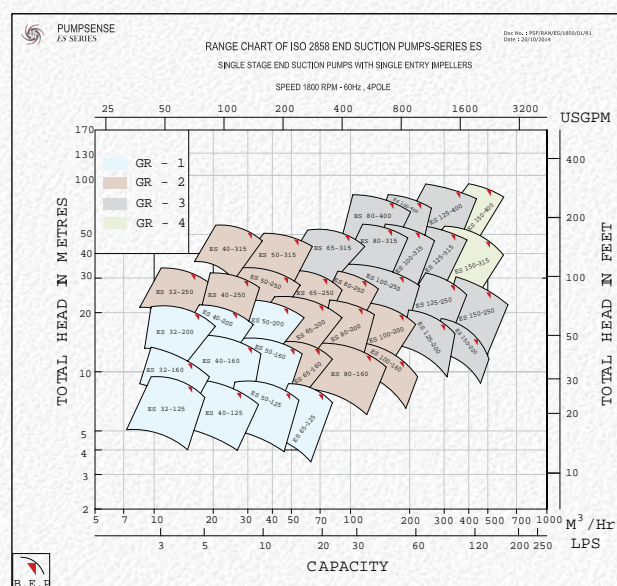 PUMPSENSE
ES SERIES
Doc No. : PSF/RAN/ES/1800/01/R1
Date : 20/10/2014
RANGE CHART OF ISO 2858 END SUCTION PUMPS-SERIES ES
SINGLE STAGE END SUCTION PUMPS WITH SINGLE ENTRY IMPELLERS
SPEED 1800 RPM - 60Hz , 4POLE
25 50 100 200 400 800 1600 3200 USGPM
GR - 1
GR - 2
GR - 3
GR - 4
TOTAL HEAD IN METRES
170
130
100
50
40
30
20
10
5
4
3
2
TOTAL HEAD IN FEET
400
200
100
50
30
20
10
ES 80-400
ES 125-400
ES 150-400
ES 40-315
ES 50-315
ES 65-315
ES 80-315
ES 100-315
ES 125-315
ES 150-315
ES 32-250
ES 40-250
ES 50-250
ES 65-250
ES 80-250
ES 100-250
ES 125-250
ES 150-250
ES 32-200
ES 40-200
ES 50-200
ES 65-200
ES 80-200
ES 100-200
ES 125-200
ES 150-200
ES 32-160
ES 40-160
ES 50-160
ES 65-160
ES 80-160
ES 100-160
ES 32-125
ES 40-125
ES 50-125
ES 65-125
5 7 10 20 30 40 50 70 100 200 300 400 500 700 1000 M³/Hr
3 5 10 20 30 60 120 200 250 LPS
CAPACITY
B.E.P